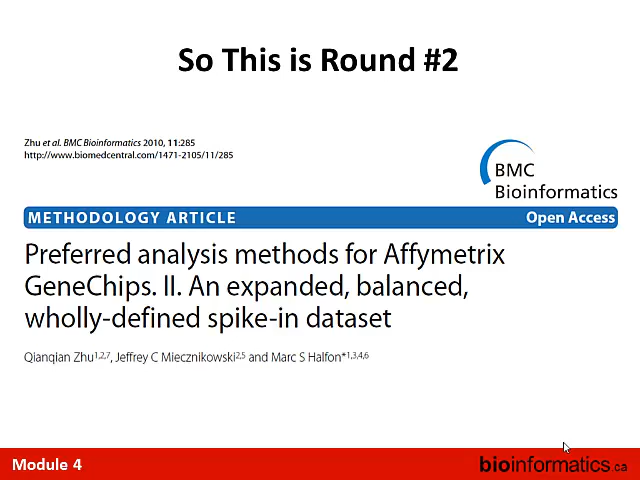 So This is Round #2
Zhu et al. BMC Bioinformatics 2010, 11:285
http://www.biomedcentral.com/1471-2105/11/285
BMC
Bioinformatics
METHODOLOGY ARTICLE Open Access
Preferred analysis methods for Affymetrix
GeneChips. II. An expanded, balanced,
wholly-defined spike-in dataset
Qianqian Zhu1,2,7, Jeffrey C Miecznikowski2,5 and Marc S Halfon*1,3,4,6
Module 4 bioinformatics.ca